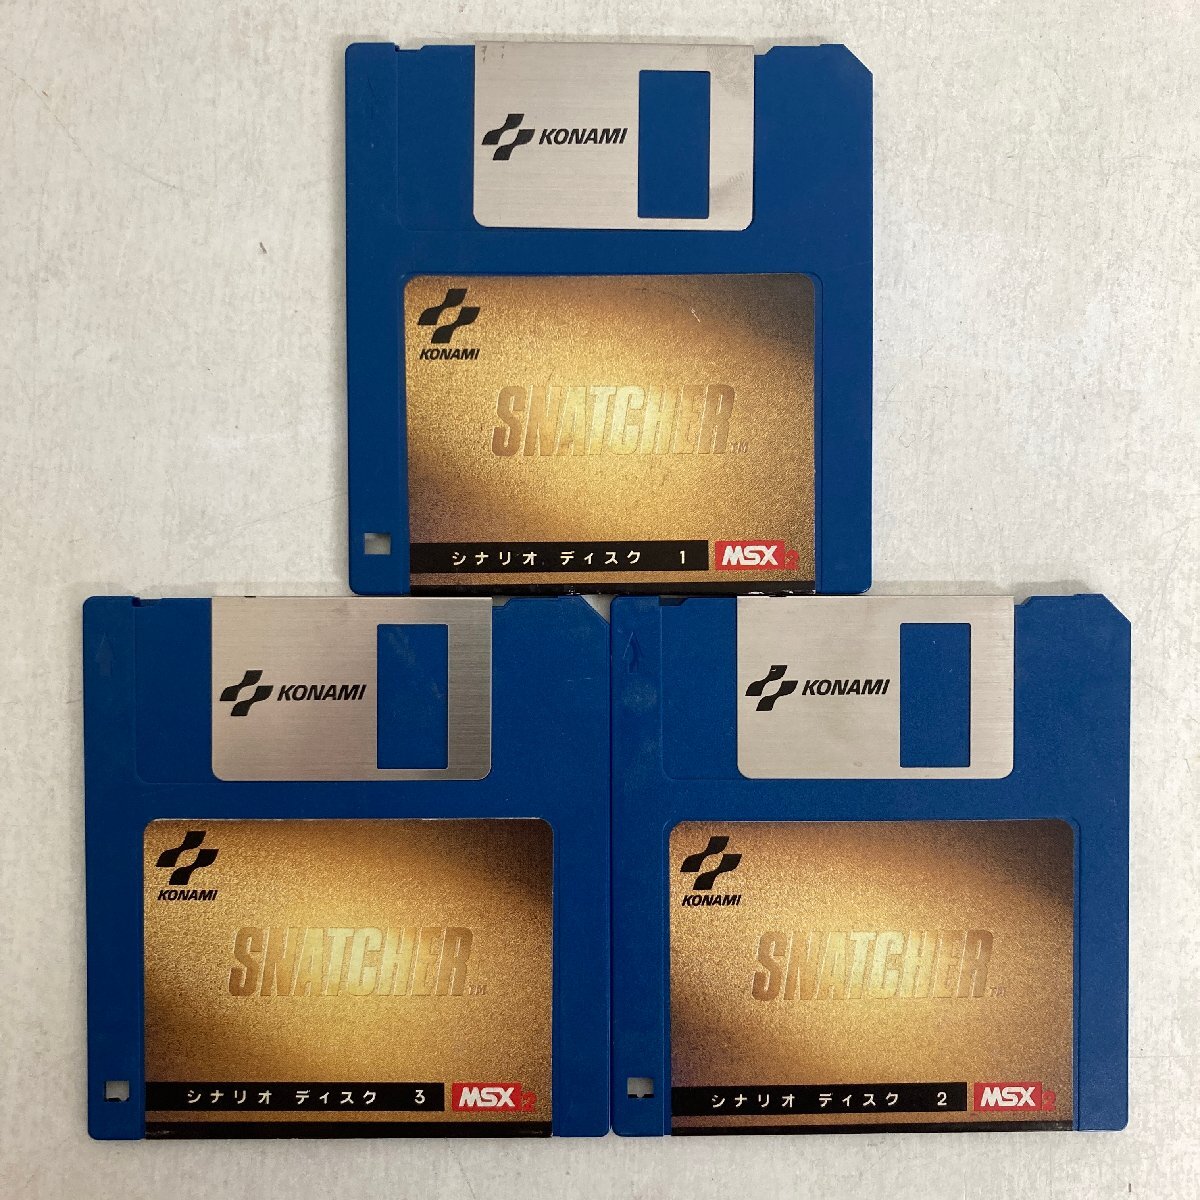 KONAMI
KONAMI
SNATCHER™
シナリオ ディスク 1 MSX2
KONAMI
KONAMI
SNATCHER™
シナリオ ディスク 3 MSX2
KONAMI
KONAMI
SNATCHER™
シナリオ ディスク 2 MSX2